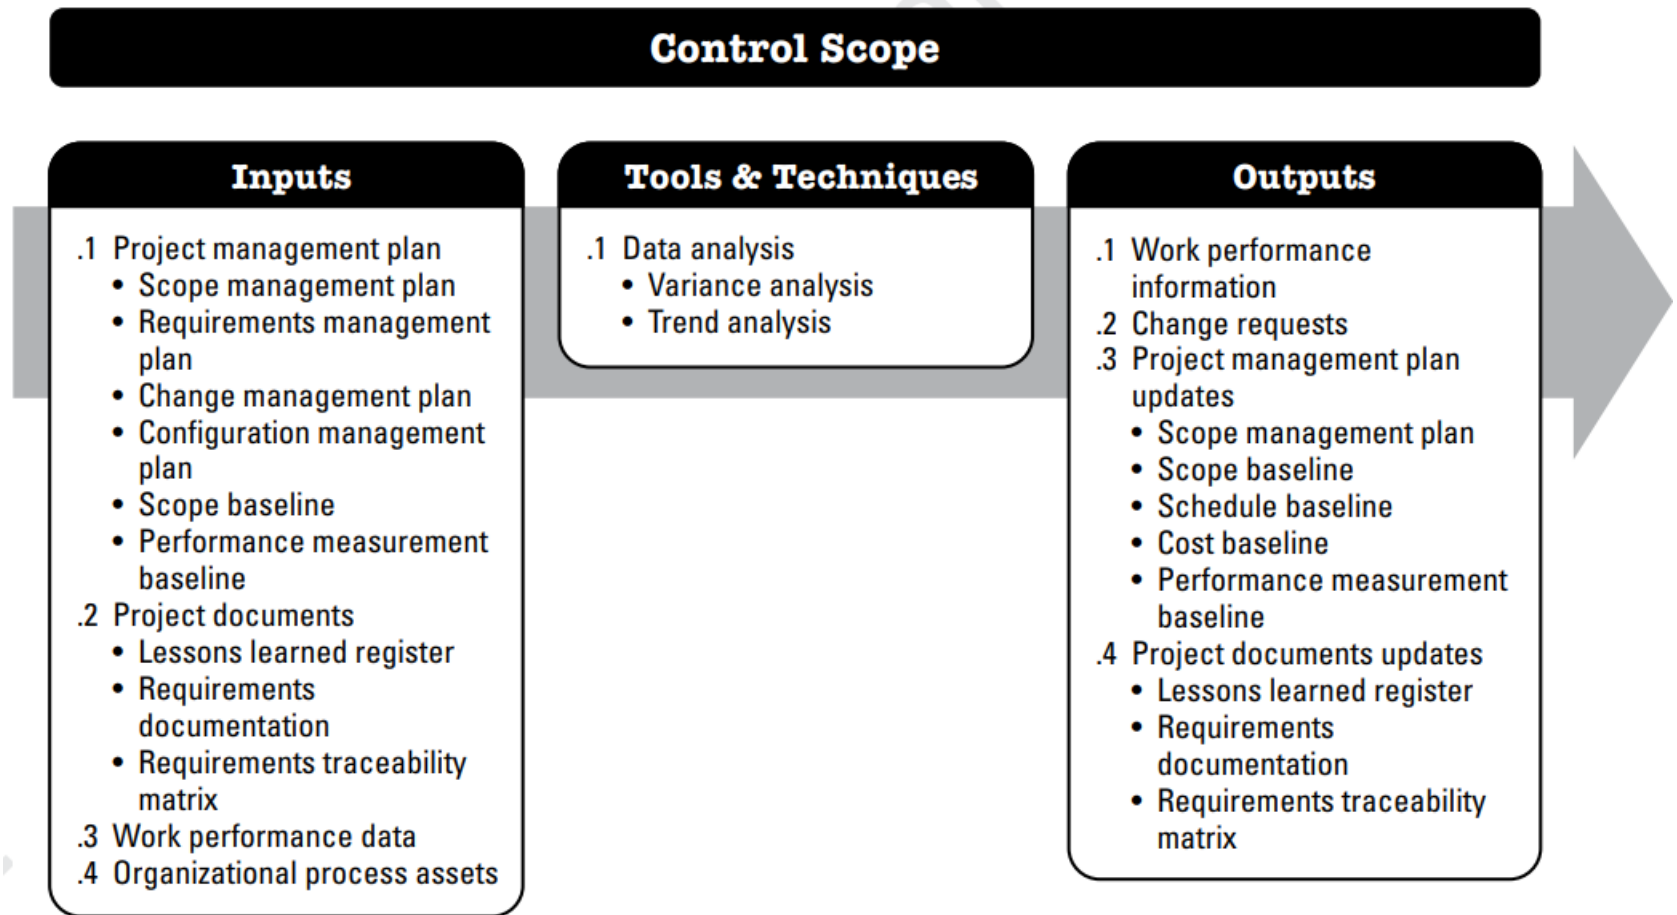 Control Scope
Inputs
.1 Project management plan
• Scope management plan
• Requirements management
plan
• Change management plan
• Configuration management
plan
• Scope baseline
• Performance measurement
baseline
.2 Project documents
• Lessons learned register
• Requirements
documentation
• Requirements traceability
matrix
.3 Work performance data
.4 Organizational process assets
Tools & Techniques
.1 Data analysis
• Variance analysis
• Trend analysis
Outputs
.1 Work performance
information
.2 Change requests
.3 Project management plan
updates
• Scope management plan
• Scope baseline
• Schedule baseline
• Cost baseline
• Performance measurement
baseline
.4 Project documents updates
• Lessons learned register
• Requirements
documentation
• Requirements traceability
matrix